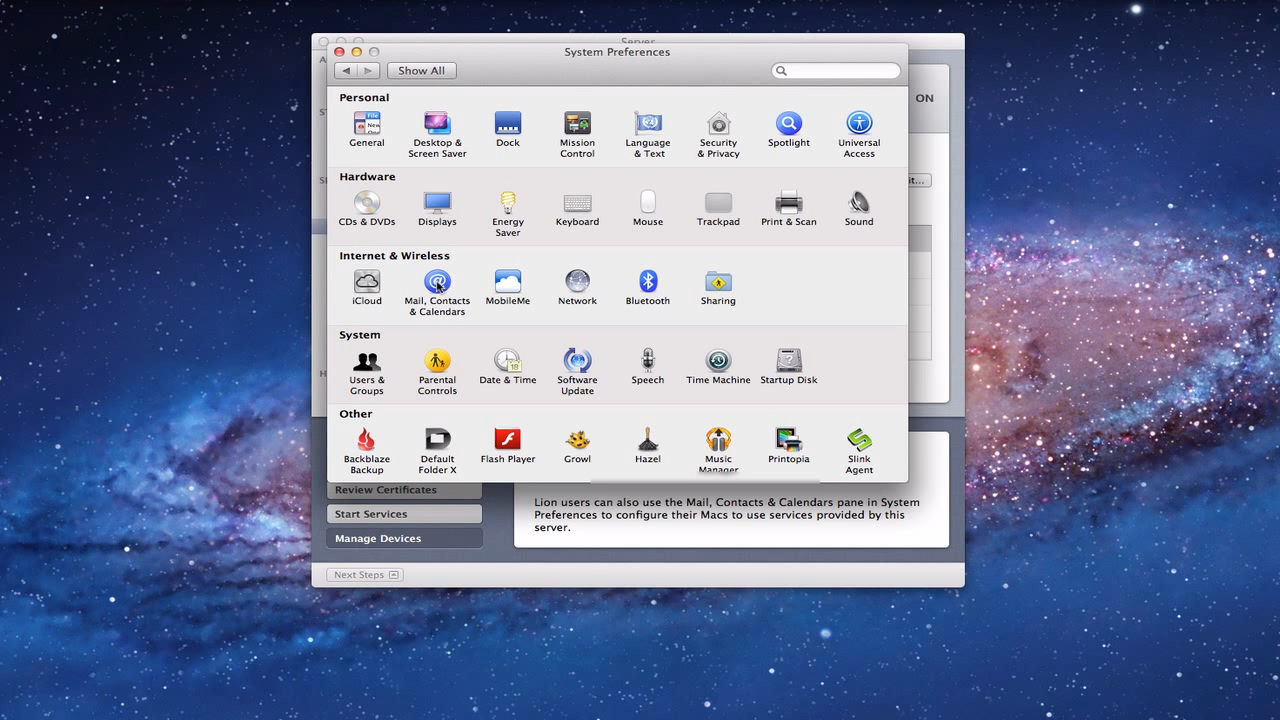 Server
System Preferences
Show All
ON
Personal
General
Desktop & Screen Saver
Dock
Mission Control
Language & Text
Security & Privacy
Spotlight
Universal Access
Hardware
CDs & DVDs
Displays
Energy Saver
Keyboard
Mouse
Trackpad
Print & Scan
Sound
Internet & Wireless
iCloud
Mail, Contacts & Calendars
MobileMe
Network
Bluetooth
Sharing
System
Users & Groups
Parental Controls
Date & Time
Software Update
Speech
Time Machine
Startup Disk
Other
Backblaze Backup
Default Folder X
Flash Player
Growl
Hazel
Music Manager
Printopia
Slink Agent
Review Certificates
Start Services
Manage Devices
Lion users can also use the Mail, Contacts & Calendars pane in System
Preferences to configure their Macs to use services provided by this
server.
Next Steps